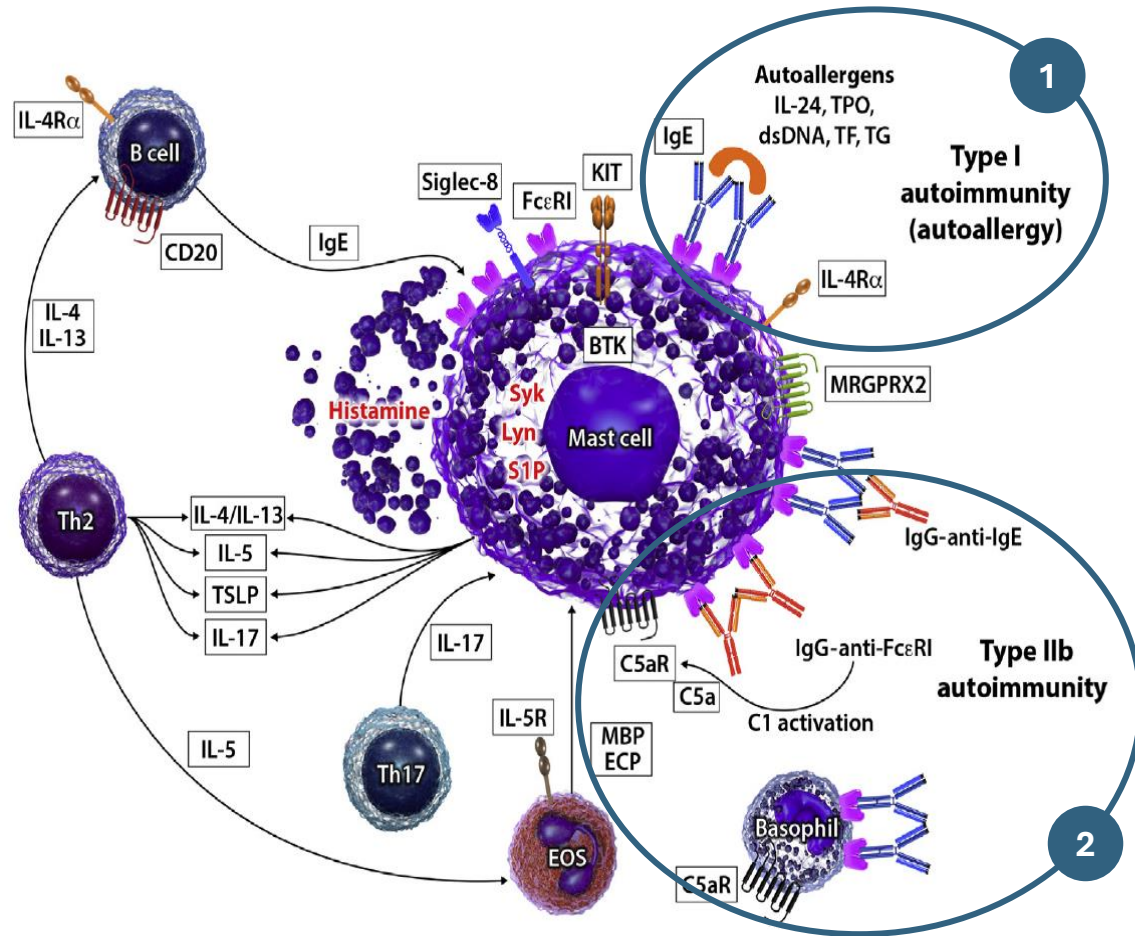 1
Autoallergens
IL-24, TPO,
dsDNA, TF, TG
IgE
Type I
autoimmunity
(autoallergy)
IL-4Rα
B cell
CD20
Siglec-8
FcεRI
KIT
IgE
IL-4Rα
IL-4
IL-13
BTK
MRGPRX2
Histamine
Syk
Lyn
S1P
Mast cell
Th2
IL-4/IL-13
IL-5
TSLP
IL-17
IgG-anti-IgE
IL-17
C5aR
C5a
IgG-anti-FcεRI
C1 activation
Type IIb
autoimmunity
IL-5
Th17
IL-5R
MBP
ECP
EOS
Basophil
C5aR
2